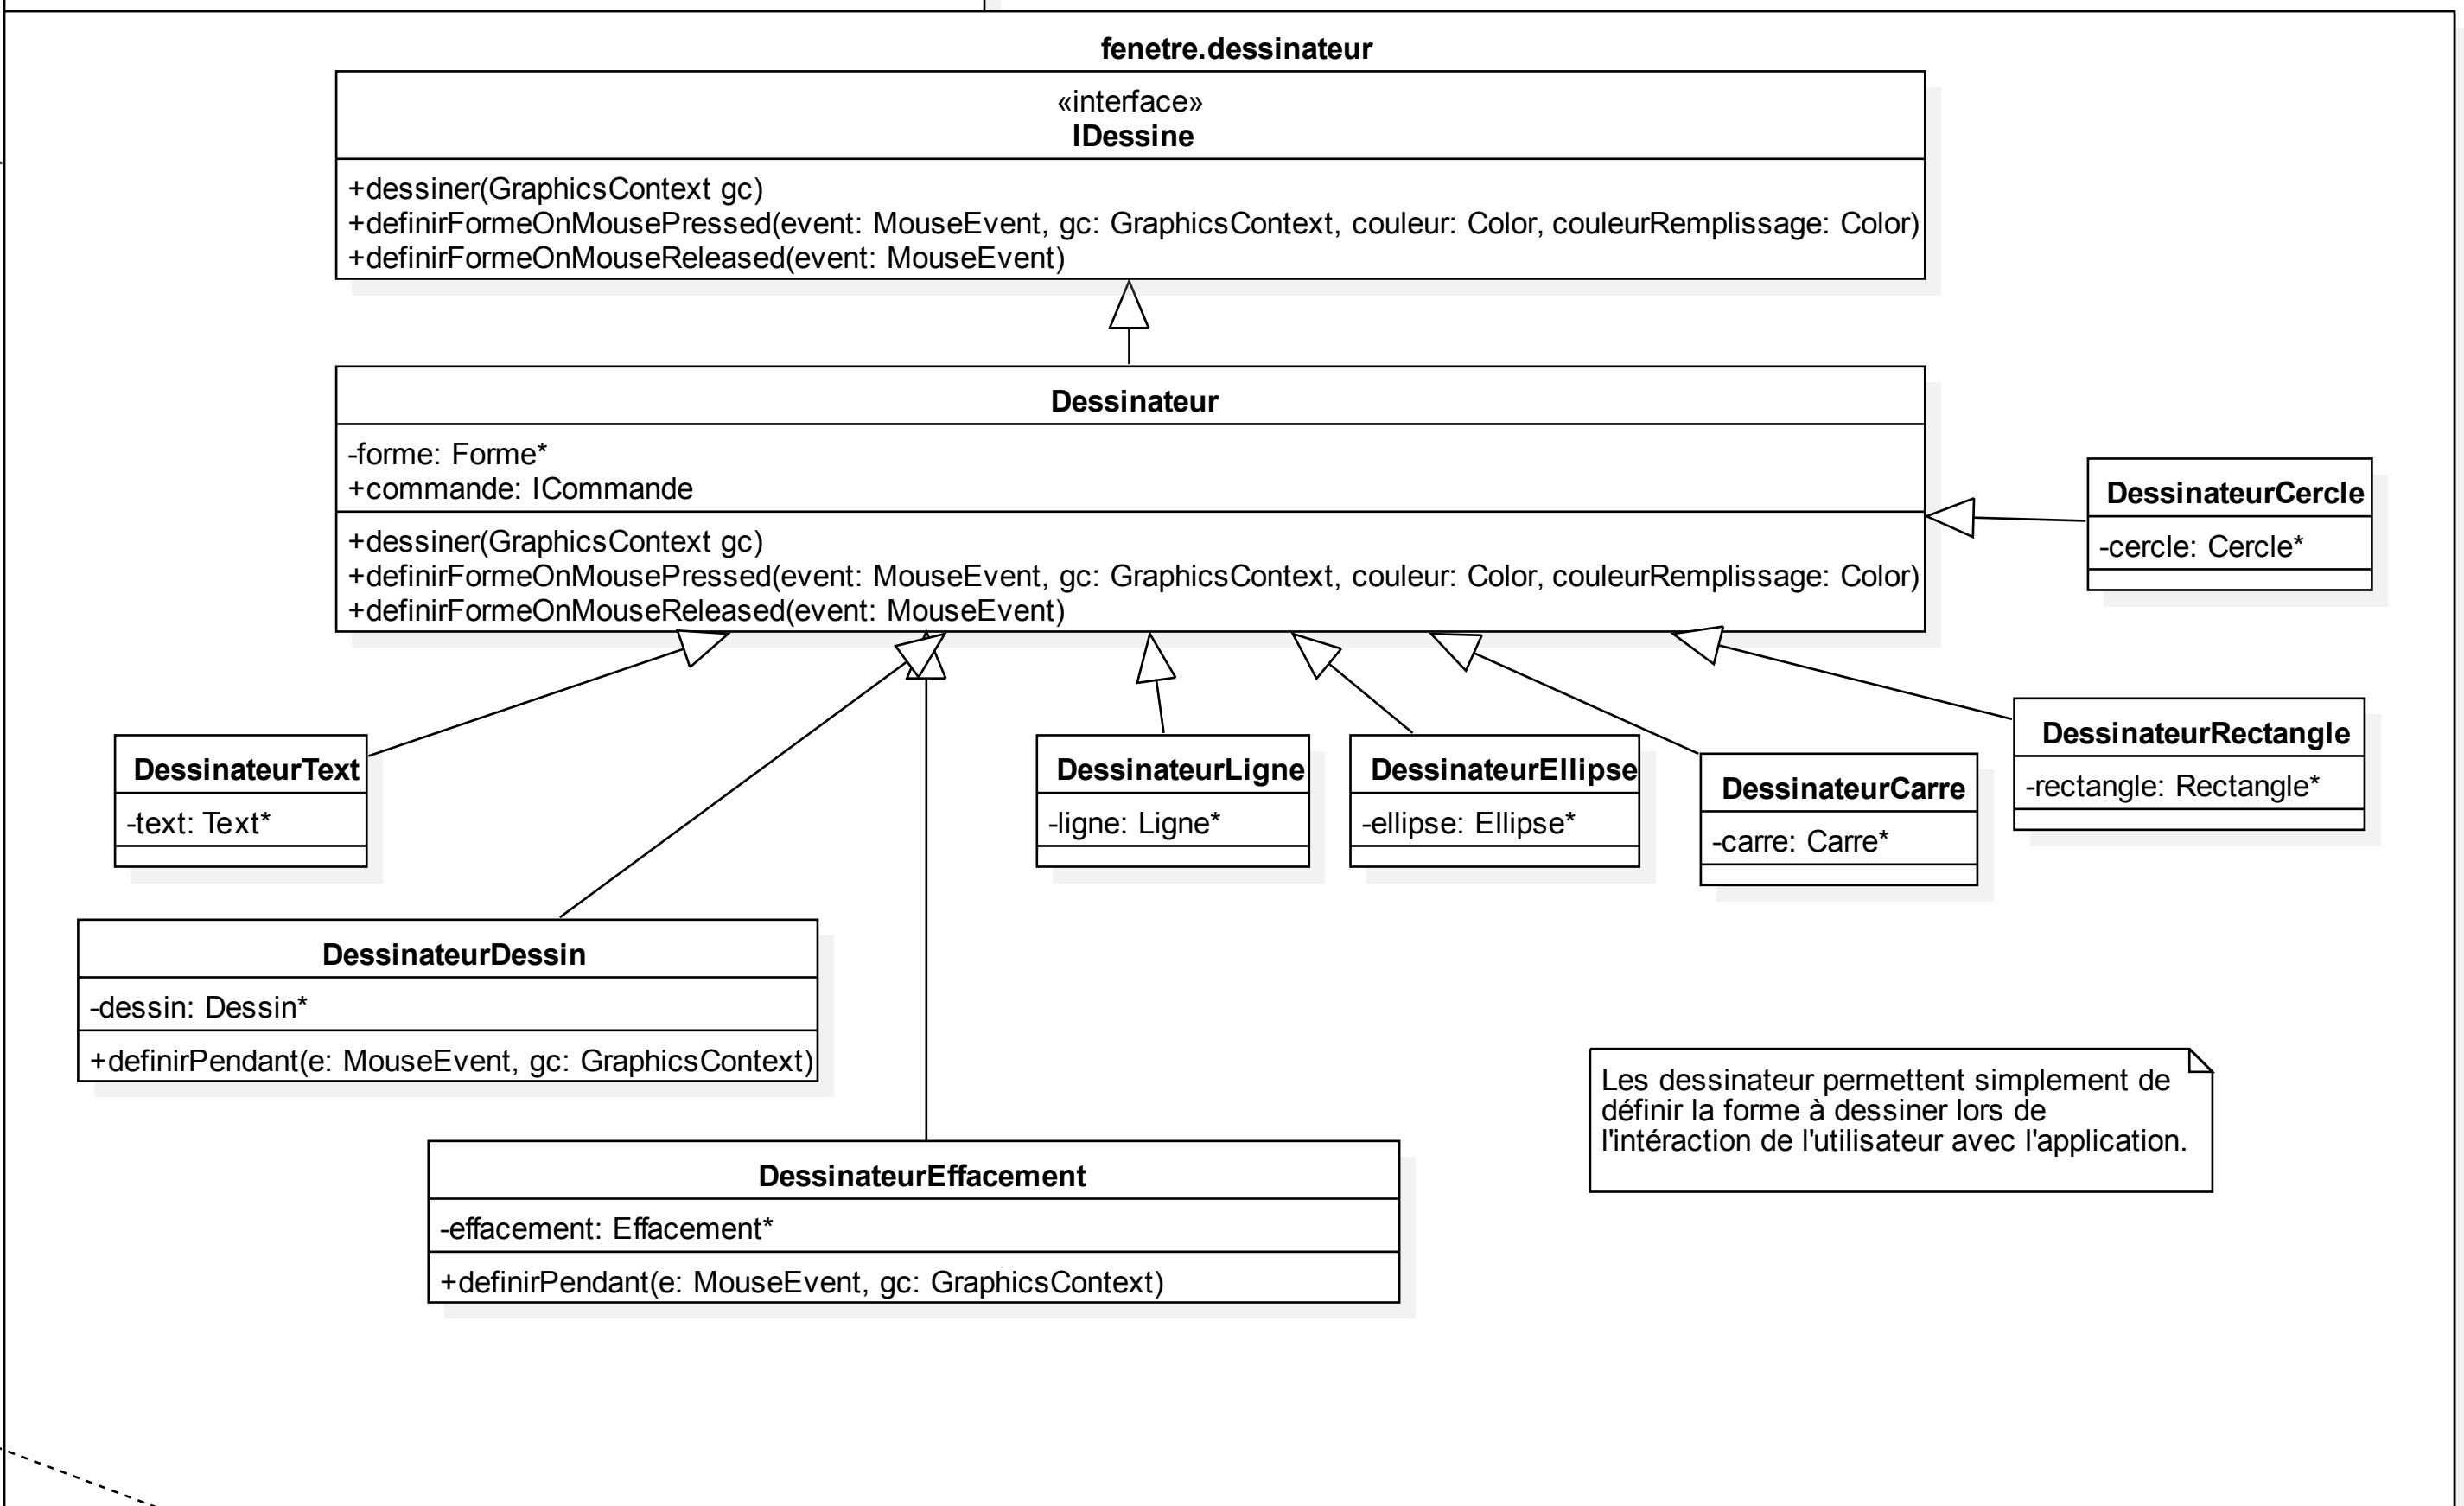 fenetre.dessinateur
«interface»
IDessine
+dessiner(GraphicsContext gc)
+definirFormeOnMousePressed(event: MouseEvent, gc: GraphicsContext, couleur: Color, couleurRemplissage: Color)
+definirFormeOnMouseReleased(event: MouseEvent)
Dessinateur
-forme: Forme*
+commande: ICommande
+dessiner(GraphicsContext gc)
+definirFormeOnMousePressed(event: MouseEvent, gc: GraphicsContext, couleur: Color, couleurRemplissage: Color)
+definirFormeOnMouseReleased(event: MouseEvent)
DessinateurCercle
-cercle: Cercle*
DessinateurText
-text: Text*
DessinateurLigne
-ligne: Ligne*
DessinateurEllipse
-ellipse: Ellipse*
DessinateurCarre
-carre: Carre*
DessinateurRectangle
-rectangle: Rectangle*
DessinateurDessin
-dessin: Dessin*
+definirPendant(e: MouseEvent, gc: GraphicsContext)
DessinateurEffacement
-effacement: Effacement*
+definirPendant(e: MouseEvent, gc: GraphicsContext)
Les dessinateur permettent simplement de
définir la forme à dessiner lors de
l'intéraction de l'utilisateur avec l'application.